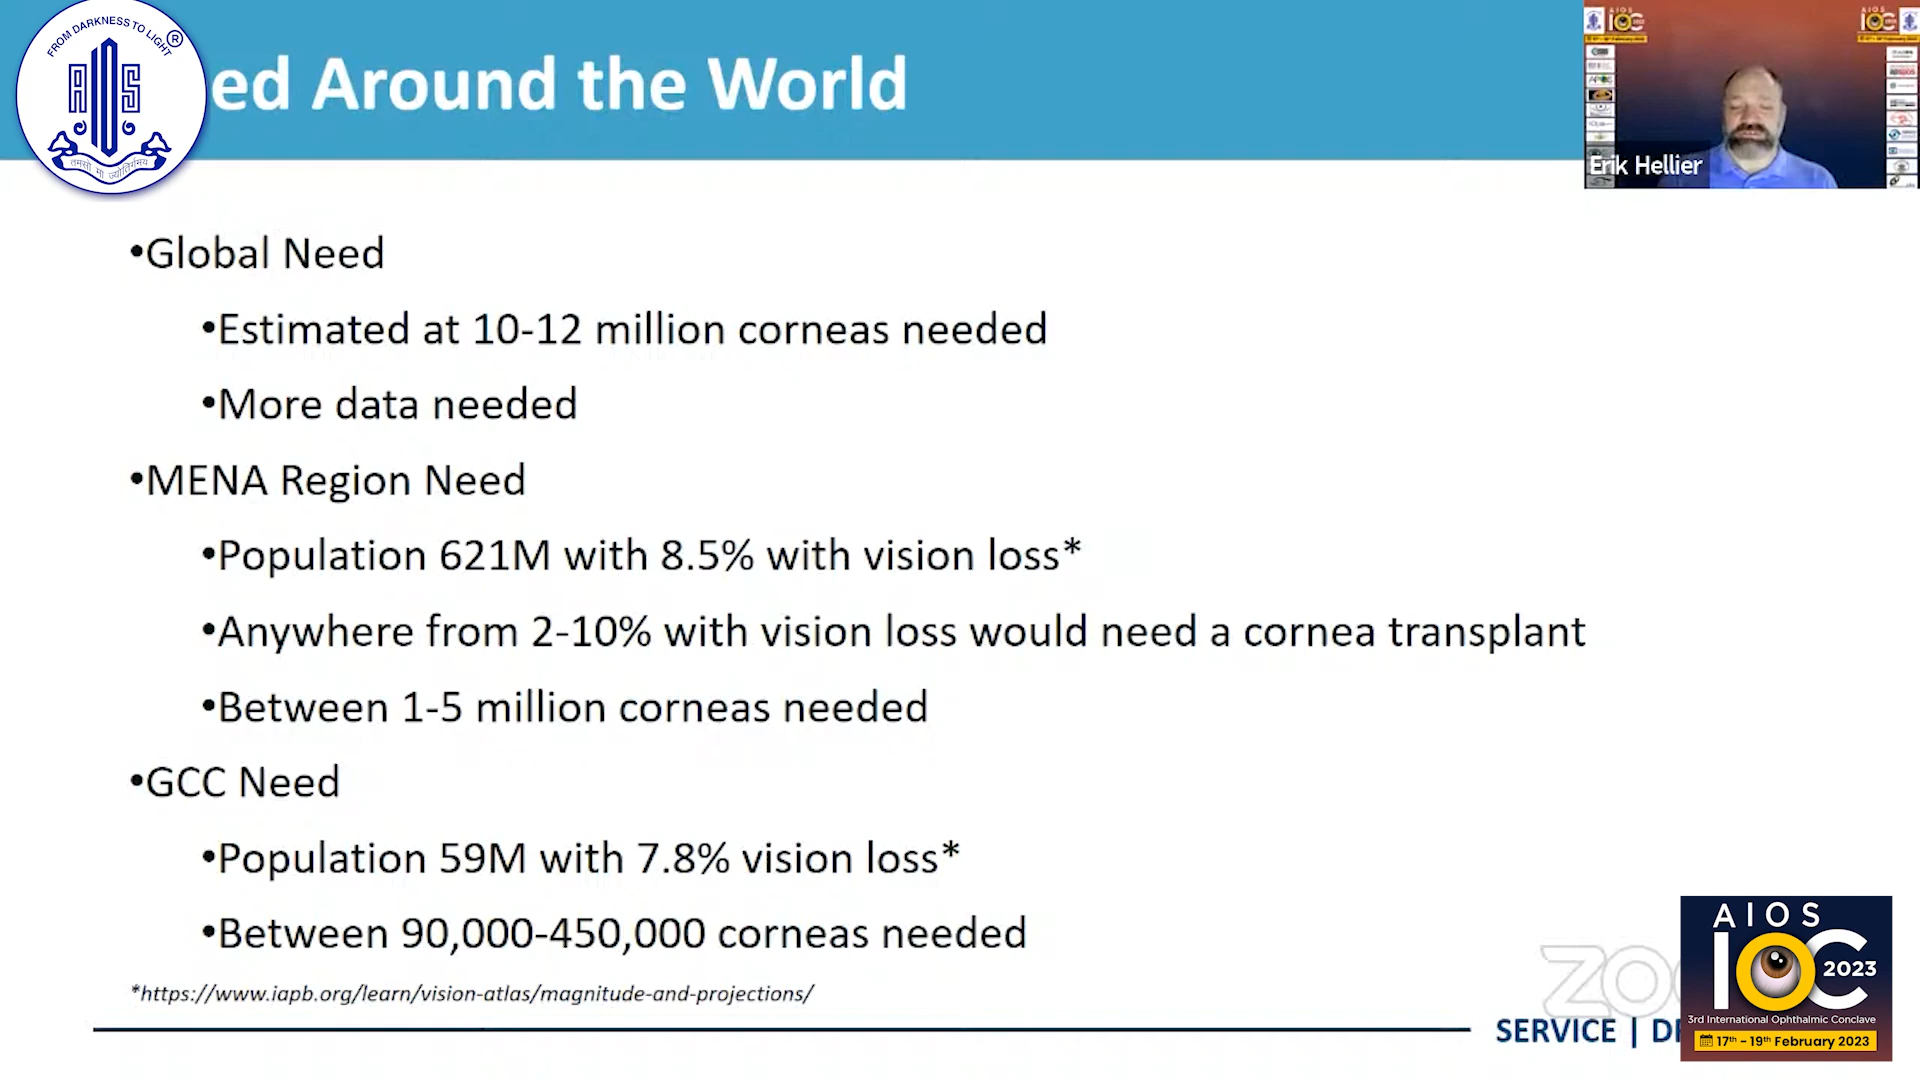 FROM DARKNESS TO LIGHT
®
AIOS
तमसो मा ज्योतिर्गमय
ed Around the World
AIOS
Erik Hellier
•Global Need
•Estimated at 10-12 million corneas needed
•More data needed
•MENA Region Need
•Population 621M with 8.5% with vision loss*
•Anywhere from 2-10% with vision loss would need a cornea transplant
•Between 1-5 million corneas needed
•GCC Need
•Population 59M with 7.8% vision loss*
•Between 90,000-450,000 corneas needed
*https://www.iapb.org/learn/vision-atlas/magnitude-and-projections/
SERVICE |
AIOS
IOC
2023
3rd International Ophthalmic Conclave
17th - 19th February 2023